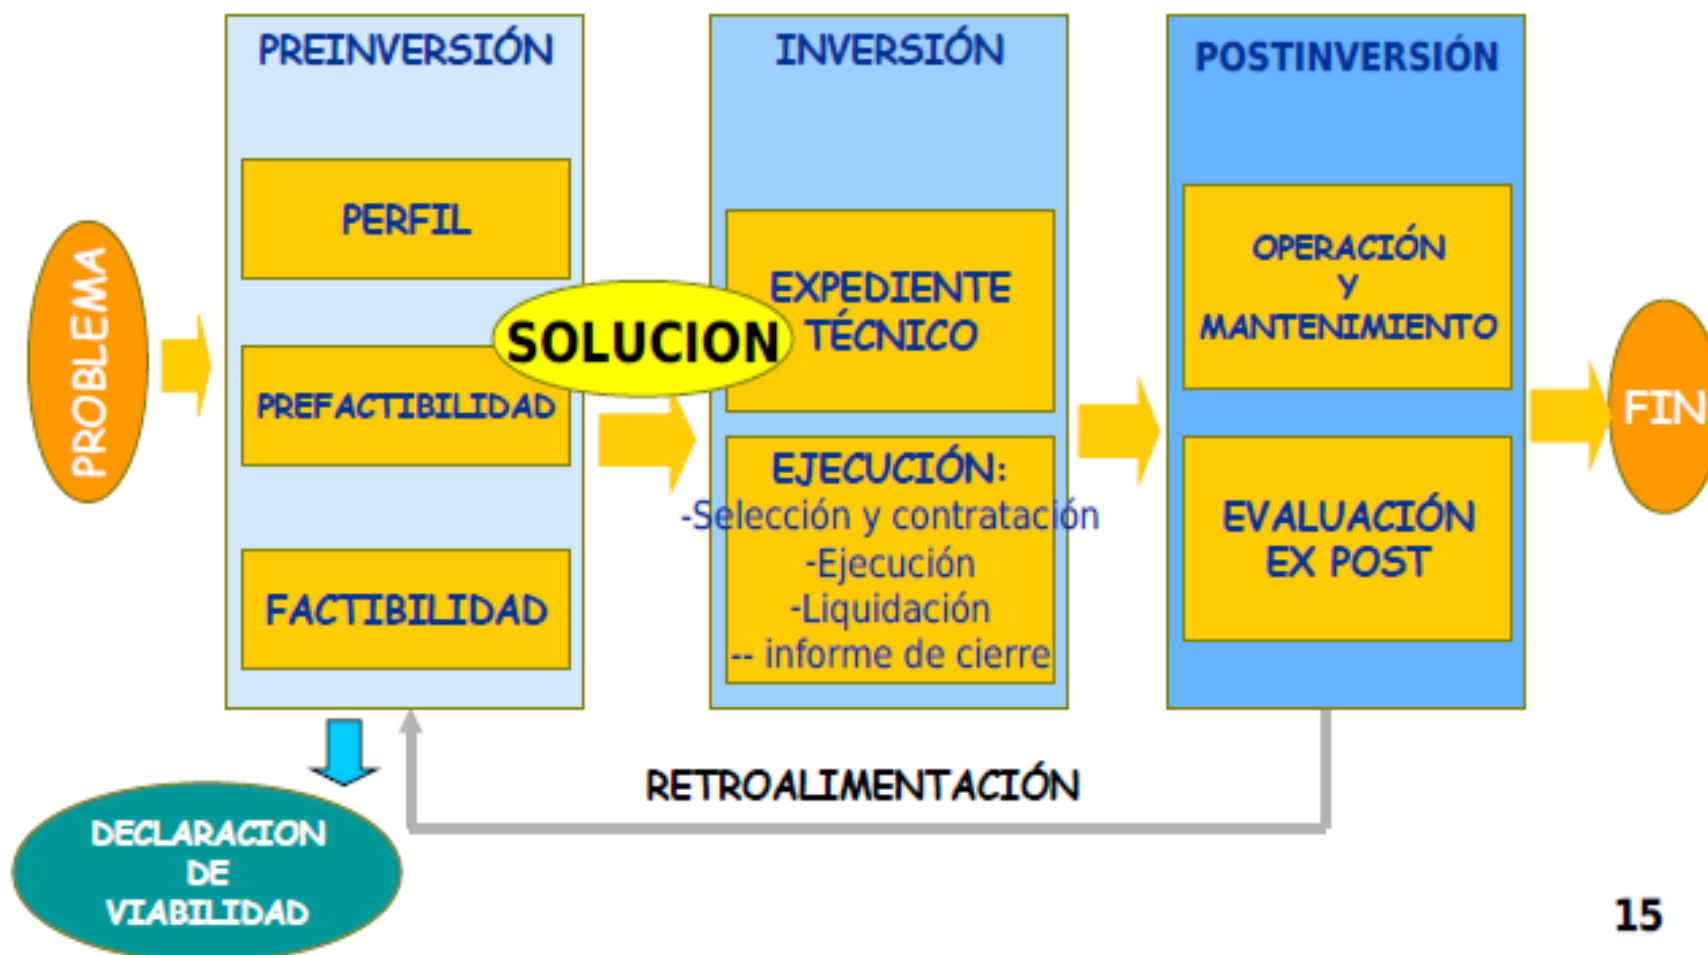 PROBLEMA
PREINVERSIÓN
PERFIL
PREFACTIBILIDAD
FACTIBILIDAD
SOLUCION
INVERSIÓN
EXPEDIENTE
TÉCNICO
EJECUCIÓN:
-Selección y contratación
-Ejecución
-Liquidación
-- informe de cierre
POSTINVERSIÓN
OPERACIÓN
Y
MANTENIMIENTO
EVALUACIÓN
EX POST
FIN
RETROALIMENTACIÓN
DECLARACION
DE
VIABILIDAD
15